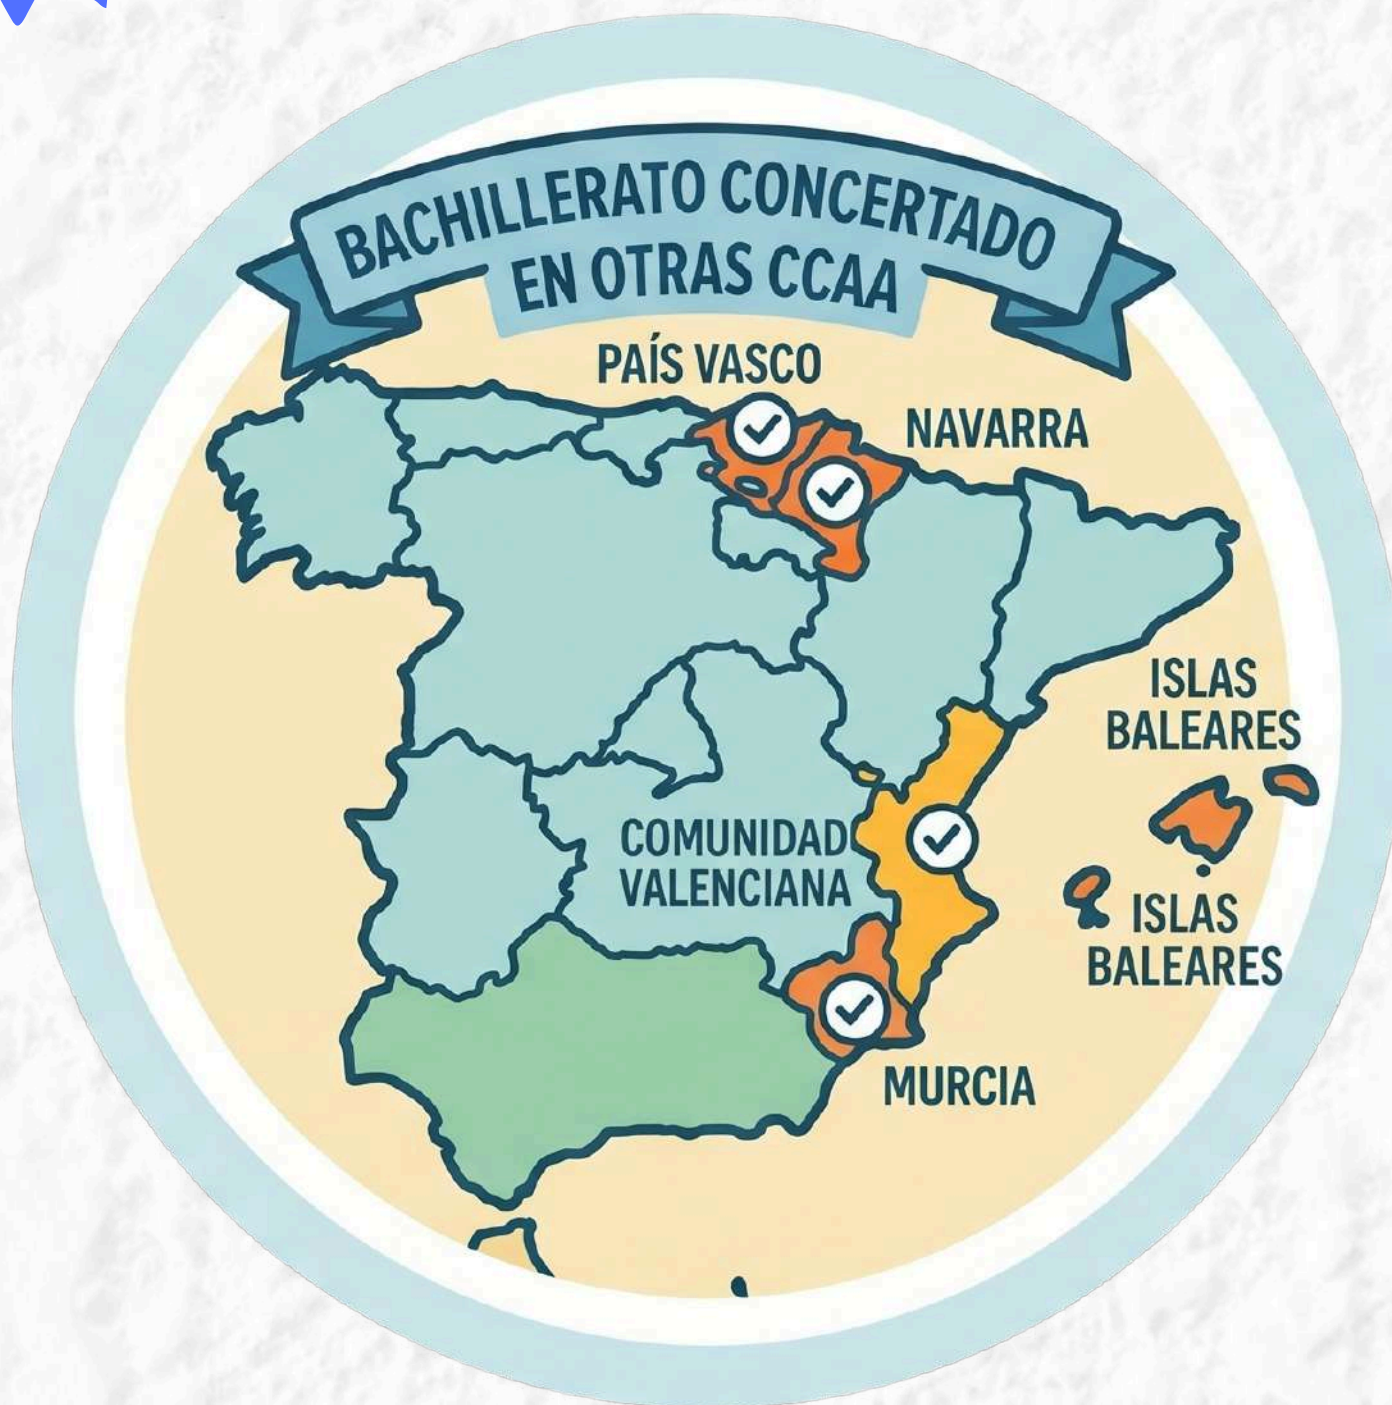 BACHILLERATO CONCERTADO
EN OTRAS CCAA
PAÍS VASCO
NAVARRA
ISLAS
BALEARES
COMUNIDAD
VALENCIANA
ISLAS
BALEARES
MURCIA